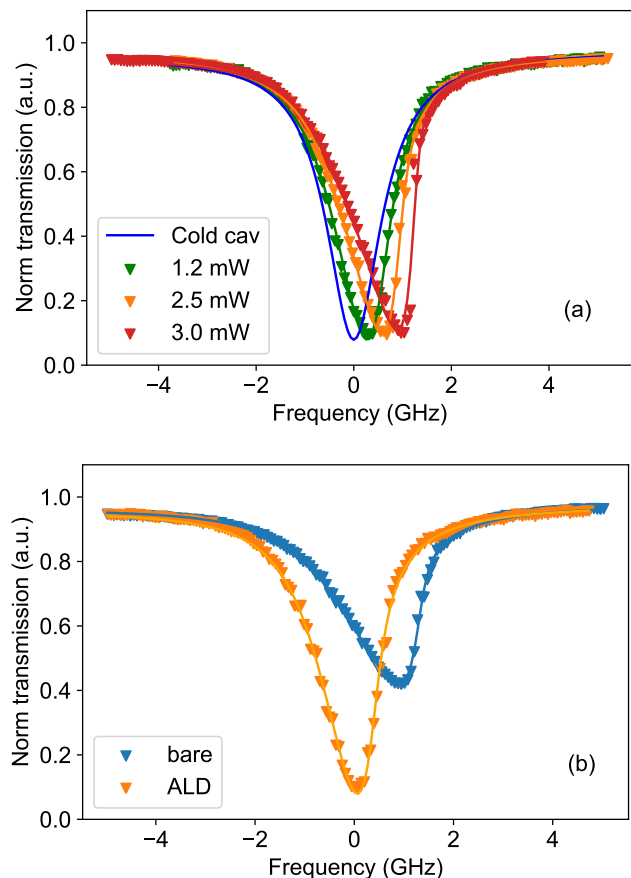 1.0
0.8
0.6
0.4
0.2
0.0
Norm transmission (a.u.)
Cold cav
1.2 mW
2.5 mW
3.0 mW
(a)
−4 −2 0 2 4
Frequency (GHz)
1.0
0.8
0.6
0.4
0.2
0.0
Norm transmission (a.u.)
bare
ALD
(b)
−4 −2 0 2 4
Frequency (GHz)